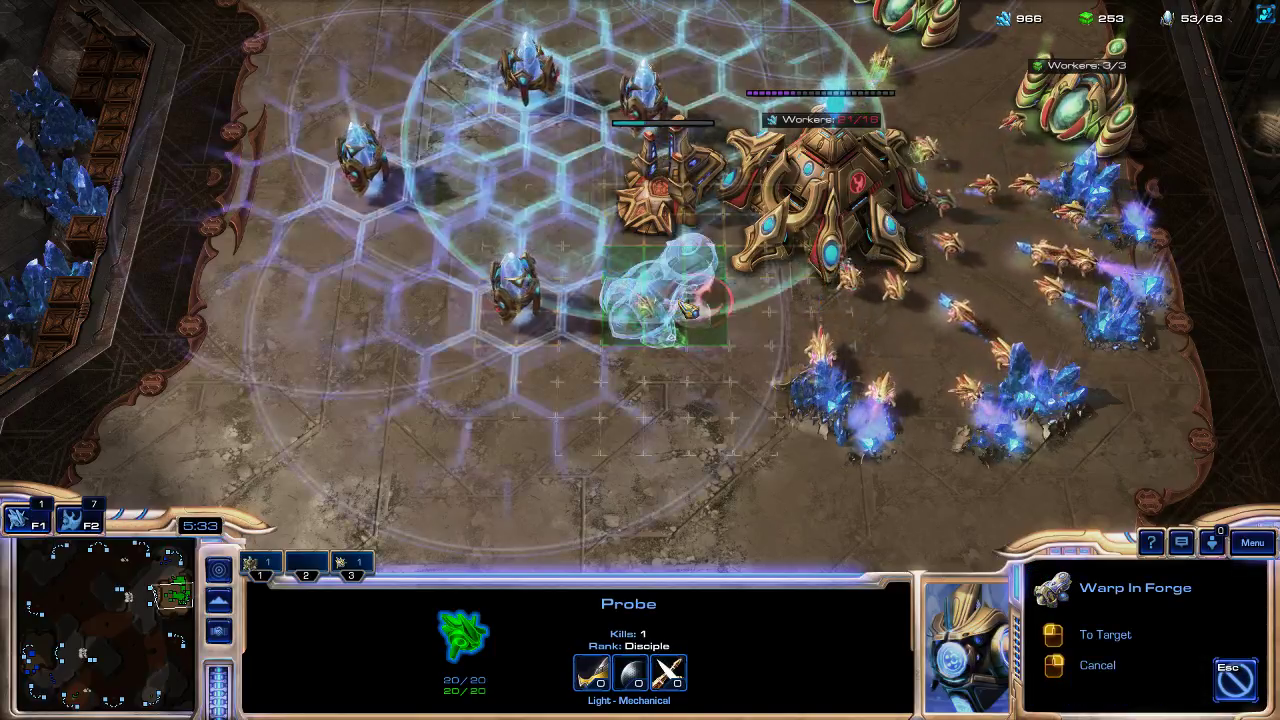 966 253 53/63
Workers: 3/3
Workers: 21/16
1 7
F1 F2
5:33
0
? Menu
1 1
1 2 3
Probe
Kills: 1
Rank: Disciple
0 0 0
20/20
20/20
Light - Mechanical
Warp In Forge
To Target
Cancel
Esc